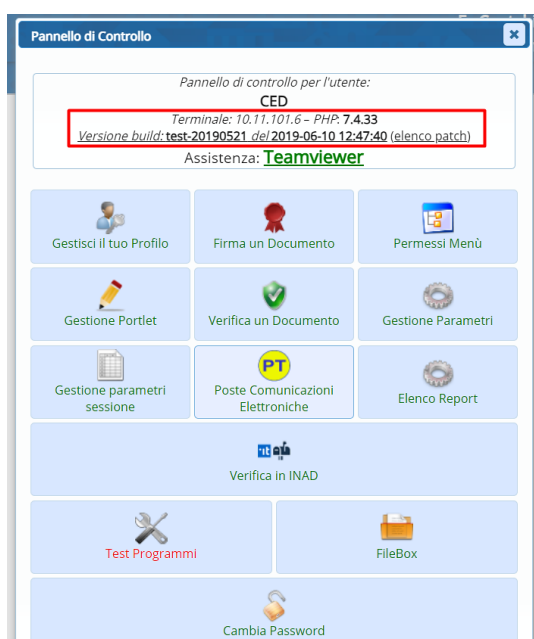 Pannello di Controllo
Pannello di controllo per l'utente:
CED
Terminale: 10.11.101.6 – PHP: 7.4.33
Versione build: test-20190521 del 2019-06-10 12:47:40 (elenco patch)
Assistenza: Teamviewer
Gestisci il tuo Profilo
Firma un Documento
Permessi Menù
Gestione Portlet
Verifica un Documento
Gestione Parametri
Gestione parametri
sessione
PT
Poste Comunicazioni
Elettroniche
Elenco Report
Verifica in INAD
Test Programmi
FileBox
Cambia Password